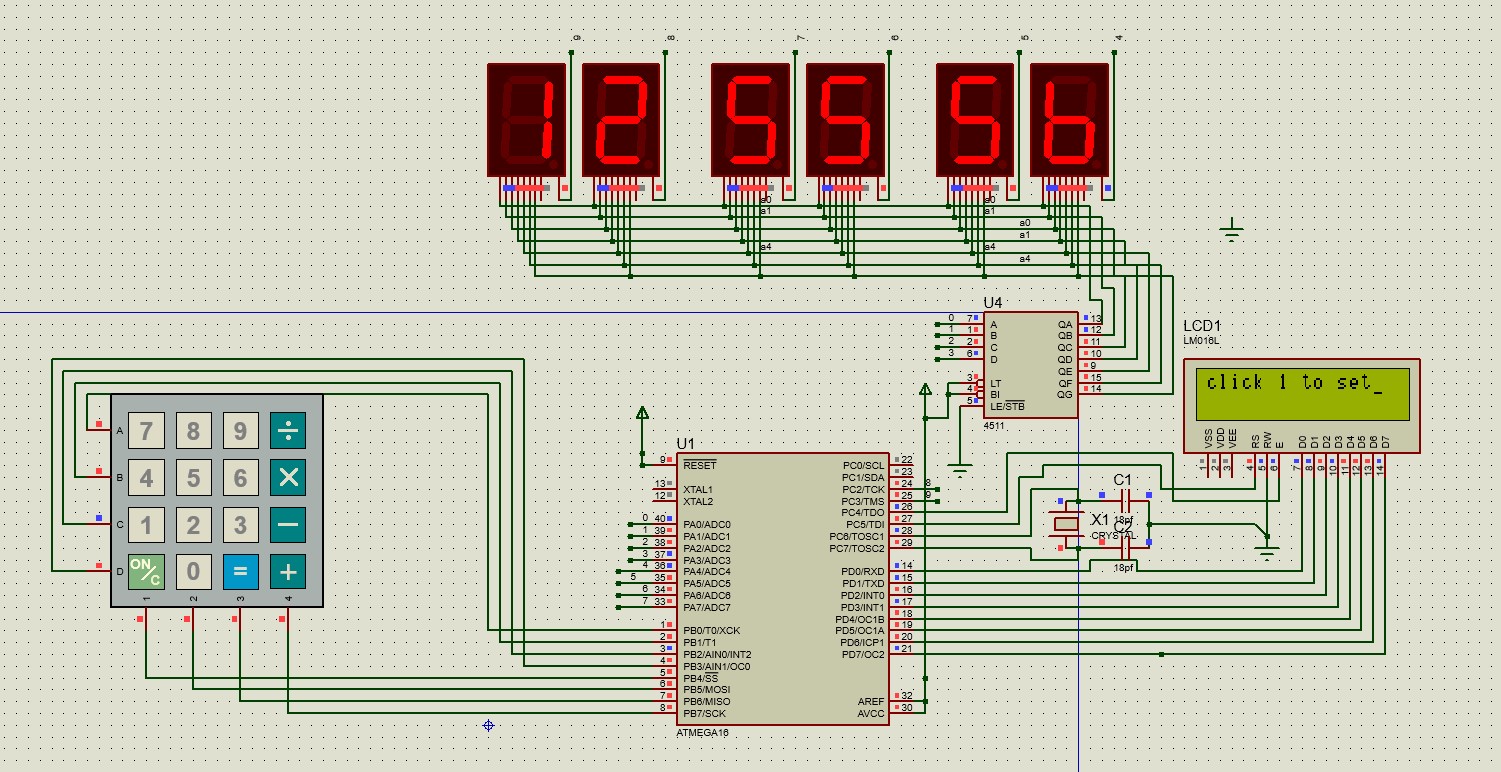 9 8 7 6 5 4
12 55 56
a0 a0
a1 a1
a0
a1
a4 a4
a4
U4
0 7 A QA 13
1 1 B QB 12
2 2 C QC 11
3 6 D QD 10
QE 9
3 LT QF 15
4 BI QG 14
5 LE/STB
4511
LCD1
LM016L
click 1 to set_
VSS VDD VEE RS RW E D0 D1 D2 D3 D4 D5 D6 D7
1 2 3 4 5 6 7 8 9 10 11 12 13 14
A 7 8 9 ÷
B 4 5 6 ×
C 1 2 3 −
D ON/C 0 = +
1 2 3 4
U1
9 RESET PC0/SCL 22
PC1/SDA 23
13 XTAL1 PC2/TCK 24 8
12 XTAL2 PC3/TMS 25 9
PC4/TDO 26
0 40 PA0/ADC0 PC5/TDI 27
1 39 PA1/ADC1 PC6/TOSC1 28
2 38 PA2/ADC2 PC7/TOSC2 29
3 37 PA3/ADC3
4 36 PA4/ADC4 PD0/RXD 14
5 35 PA5/ADC5 PD1/TXD 15
6 34 PA6/ADC6 PD2/INT0 16
7 33 PA7/ADC7 PD3/INT1 17
PD4/OC1B 18
1 PB0/T0/XCK PD5/OC1A 19
2 PB1/T1 PD6/ICP1 20
3 PB2/AIN0/INT2 PD7/OC2 21
4 PB3/AIN1/OC0
5 PB4/SS
6 PB5/MOSI
7 PB6/MISO AREF 32
8 PB7/SCK AVCC 30
ATMEGA16
C1
18pf
X1
CRYSTAL
C2
18pf